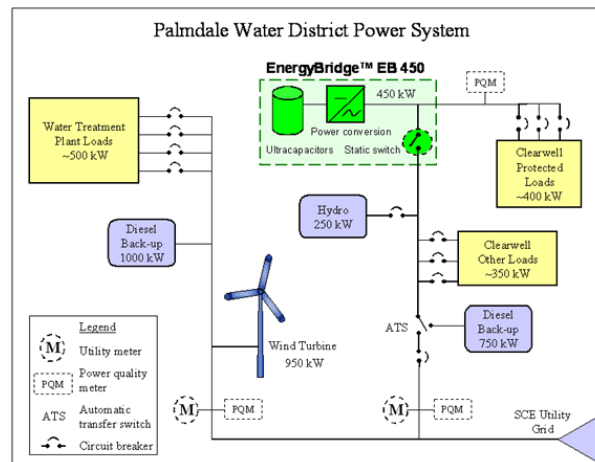 Palmdale Water District Power System
EnergyBridge™ EB 450
450 kW
Power conversion
Ultracapacitors
Static switch
PQM
Water Treatment
Plant Loads
~500 kW
Clearwell
Protected
Loads
~400 kW
Hydro
250 kW
Diesel
Back-up
1000 kW
Clearwell
Other Loads
~350 kW
Wind Turbine
950 kW
ATS
Diesel
Back-up
750 kW
Legend
M
Utility meter
PQM
Power quality
meter
ATS
Automatic
transfer switch
Circuit breaker
M
PQM
M
PQM
SCE Utility
Grid